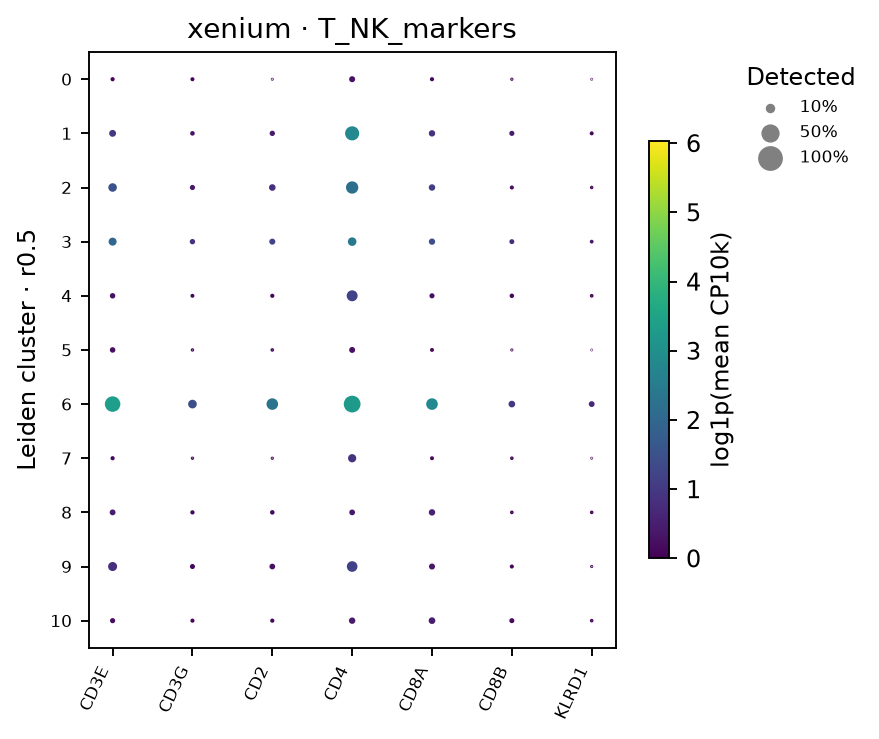 xenium · T_NK_markers
Detected
10%
50%
100%
Leiden cluster · r0.5
0
1
2
3
4
5
6
7
8
9
10
CD3E
CD3G
CD2
CD4
CD8A
CD8B
KLRD1
6
5
4
3
2
1
0
log1p(mean CP10k)